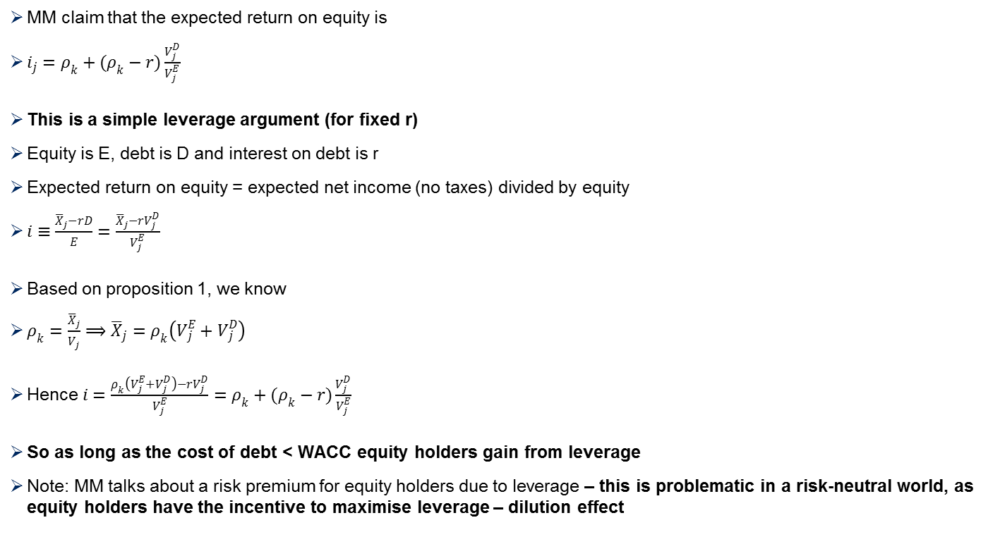 ➢ MM claim that the expected return on equity is
➢ $i_j = \rho_k + (\rho_k - r)\frac{V_j^D}{V_j^E}$
➢ This is a simple leverage argument (for fixed r)
➢ Equity is E, debt is D and interest on debt is r
➢ Expected return on equity = expected net income (no taxes) divided by equity
➢ $i \equiv \frac{\overline{X}_j - rD}{E} = \frac{\overline{X}_j - rV_j^D}{V_j^E}$
➢ Based on proposition 1, we know
➢ $\rho_k = \frac{\overline{X}_j}{V_j} \Longrightarrow \overline{X}_j = \rho_k(V_j^E + V_j^D)$
➢ Hence $i = \frac{\rho_k(V_j^E + V_j^D) - rV_j^D}{V_j^E} = \rho_k + (\rho_k - r)\frac{V_j^D}{V_j^E}$
➢ So as long as the cost of debt < WACC equity holders gain from leverage
➢ Note: MM talks about a risk premium for equity holders due to leverage – this is problematic in a risk-neutral world, as
equity holders have the incentive to maximise leverage – dilution effect